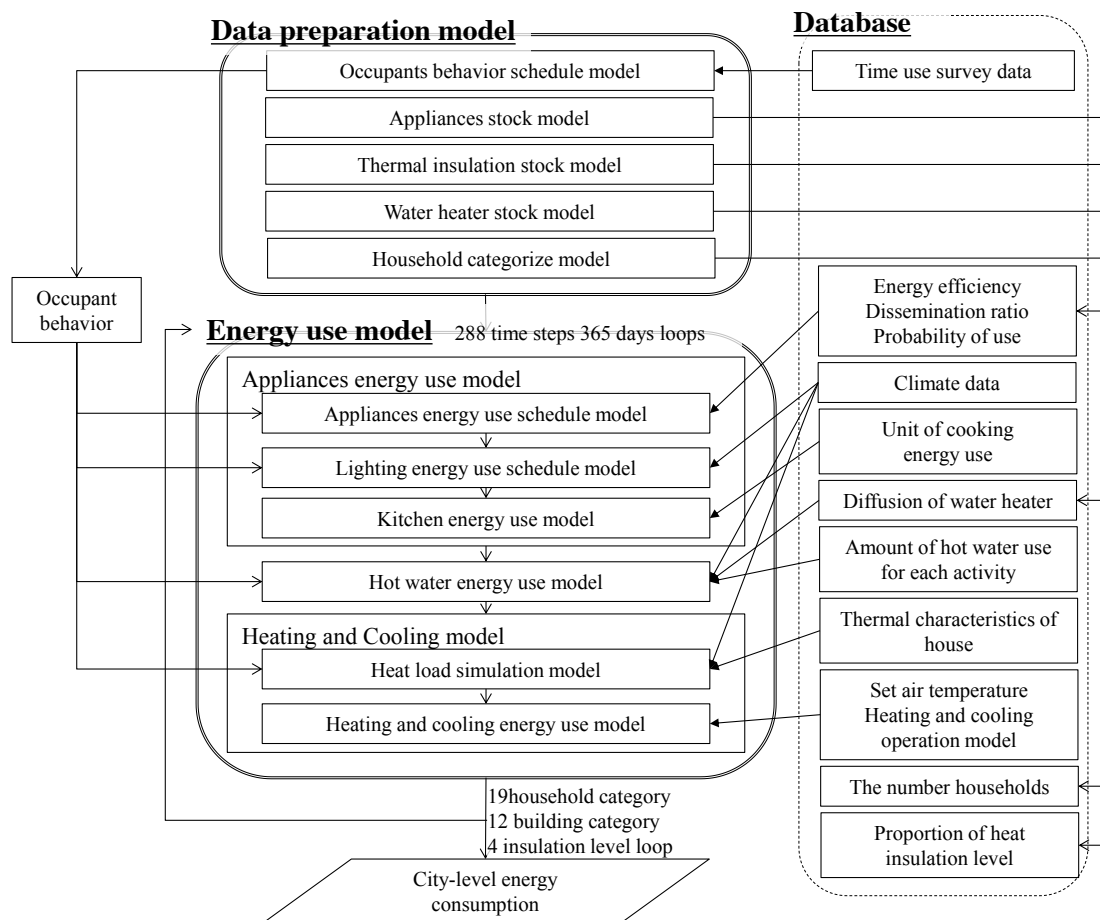 Data preparation model
Occupants behavior schedule model
Appliances stock model
Thermal insulation stock model
Water heater stock model
Household categorize model
Occupant
behavior
Energy use model
288 time steps 365 days loops
Appliances energy use model
Appliances energy use schedule model
Lighting energy use schedule model
Kitchen energy use model
Hot water energy use model
Heating and Cooling model
Heat load simulation model
Heating and cooling energy use model
19household category
12 building category
4 insulation level loop
City-level energy
consumption
Database
Time use survey data
Energy efficiency
Dissemination ratio
Probability of use
Climate data
Unit of cooking
energy use
Diffusion of water heater
Amount of hot water use
for each activity
Thermal characteristics of
house
Set air temperature
Heating and cooling
operation model
The number households
Proportion of heat
insulation level